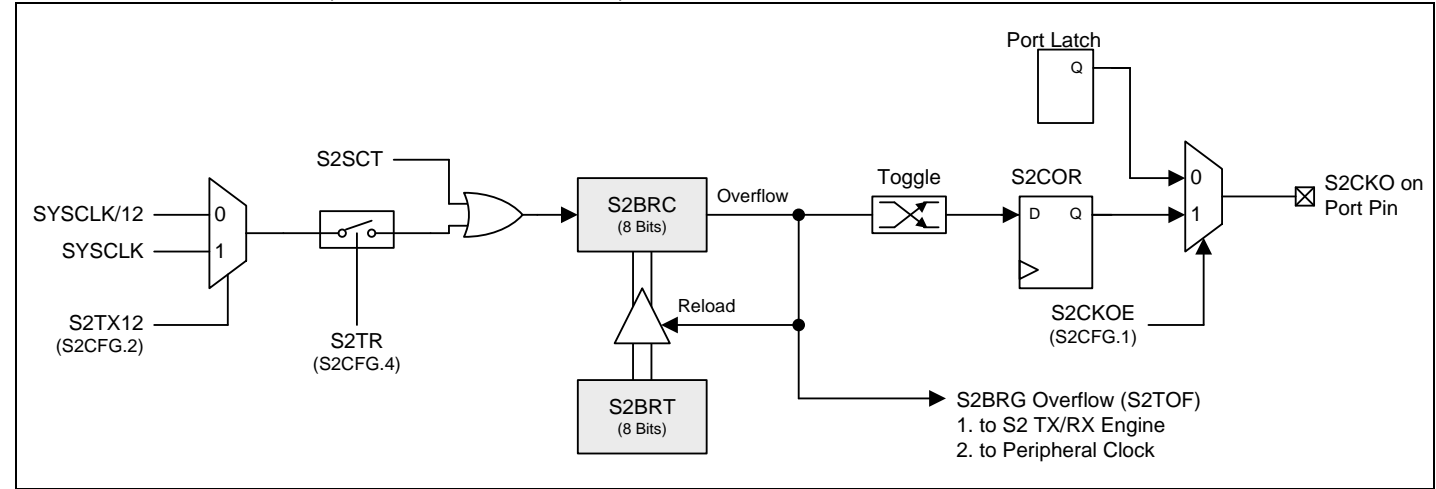 Port Latch
Q
S2SCT
SYSCLK/12
0
SYSCLK
1
S2TX12
(S2CFG.2)
S2TR
(S2CFG.4)
S2BRC
(8 Bits)
Overflow
Reload
S2BRT
(8 Bits)
Toggle
S2COR
D
Q
0
1
S2CKO on
Port Pin
S2CKOE
(S2CFG.1)
S2BRG Overflow (S2TOF)
1. to S2 TX/RX Engine
2. to Peripheral Clock